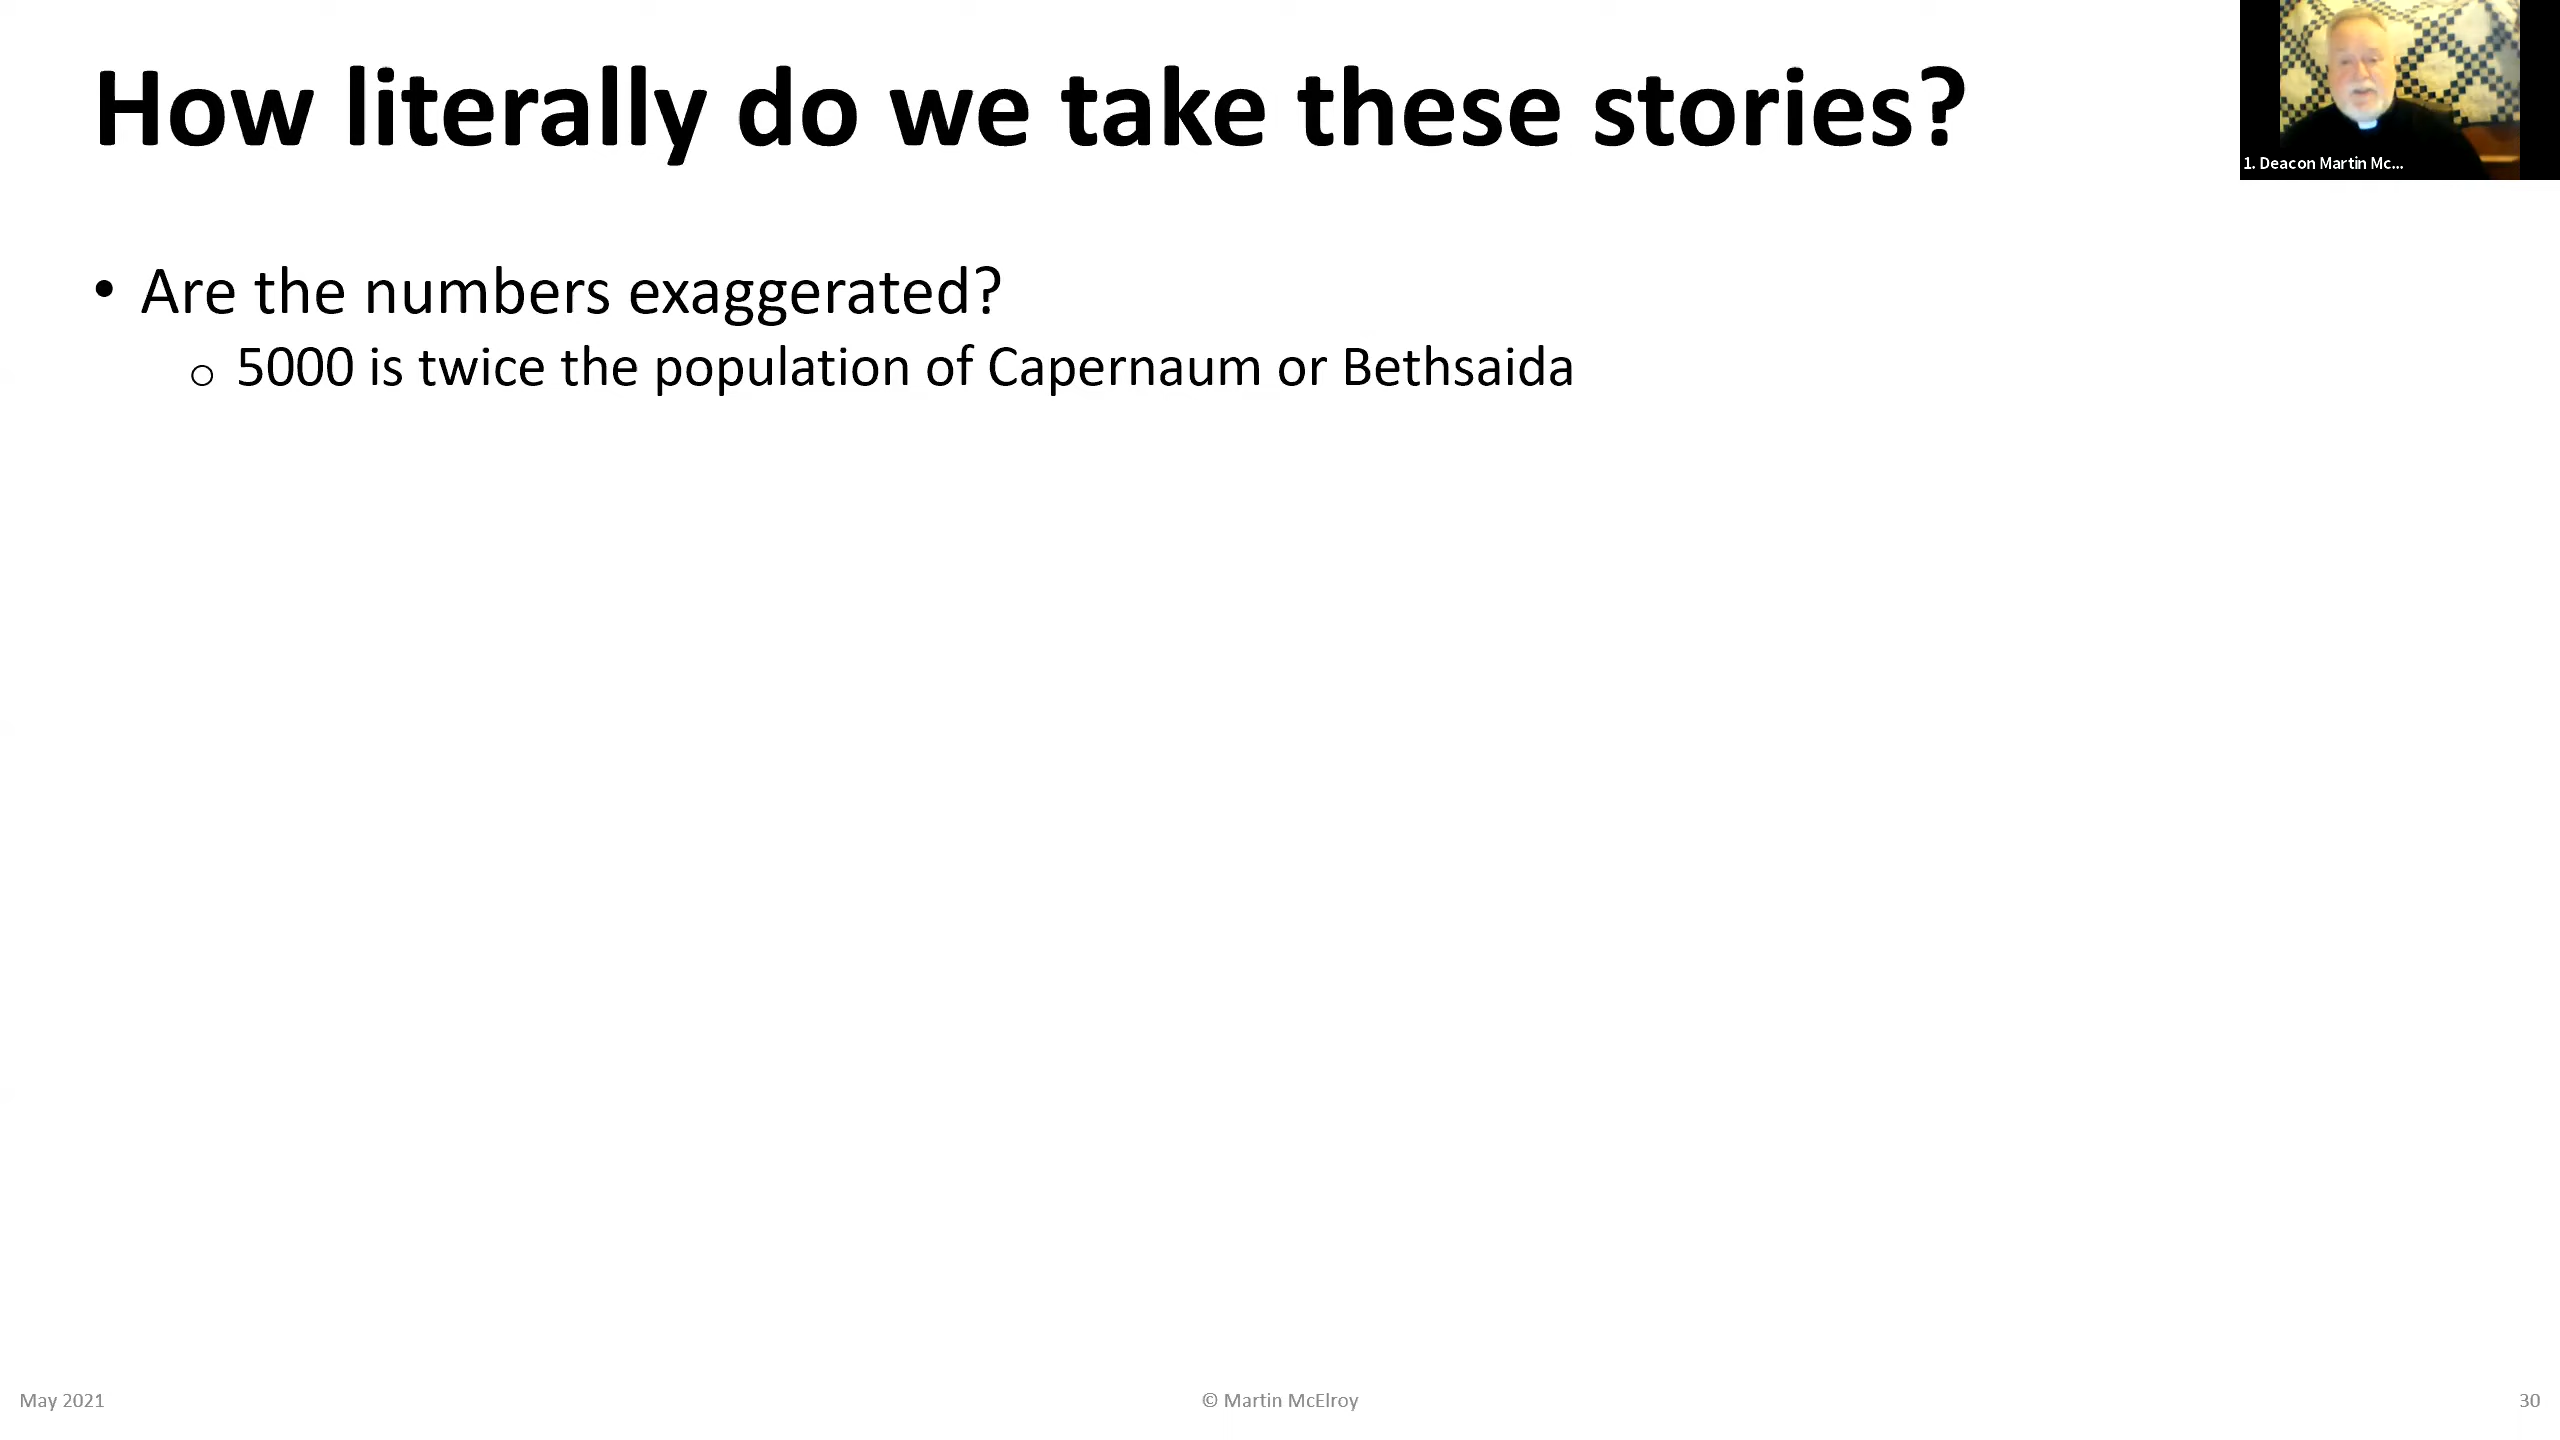 How literally do we take these stories?
1. Deacon Martin Mc...
• Are the numbers exaggerated?
o 5000 is twice the population of Capernaum or Bethsaida
May 2021
© Martin McElroy
30